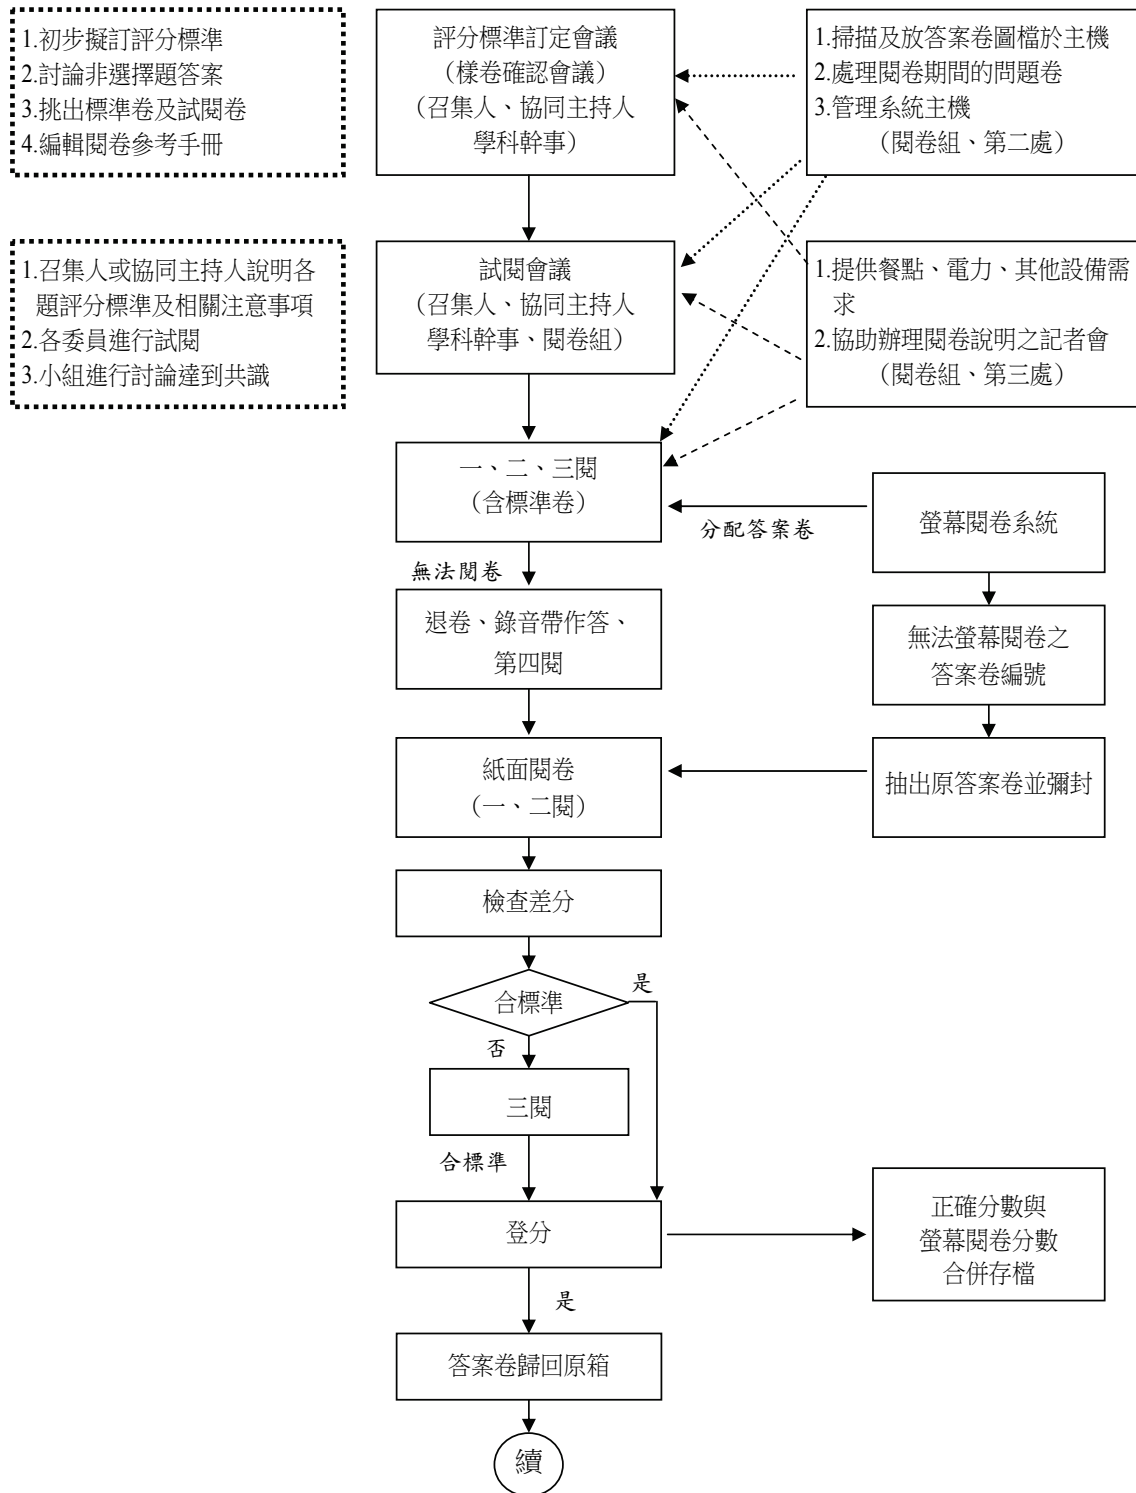 1.初步擬訂評分標準
2.討論非選擇題答案
3.挑出標準卷及試閱卷
4.編輯閱卷參考手冊
評分標準訂定會議
（樣卷確認會議）
（召集人、協同主持人
學科幹事）
1.掃描及放答案卷圖檔於主機
2.處理閱卷期間的問題卷
3.管理系統主機
（閱卷組、第二處）
1.召集人或協同主持人說明各
題評分標準及相關注意事項
2.各委員進行試閱
3.小組進行討論達到共識
試閱會議
（召集人、協同主持人
學科幹事、閱卷組）
1.提供餐點、電力、其他設備需
求
2.協助辦理閱卷說明之記者會
（閱卷組、第三處）
一、二、三閱
（含標準卷）
分配答案卷
螢幕閱卷系統
無法閱卷
退卷、錄音帶作答、
第四閱
無法螢幕閱卷之
答案卷編號
紙面閱卷
（一、二閱）
抽出原答案卷並彌封
檢查差分
合標準
是
否
三閱
合標準
登分
正確分數與
螢幕閱卷分數
合併存檔
是
答案卷歸回原箱
續